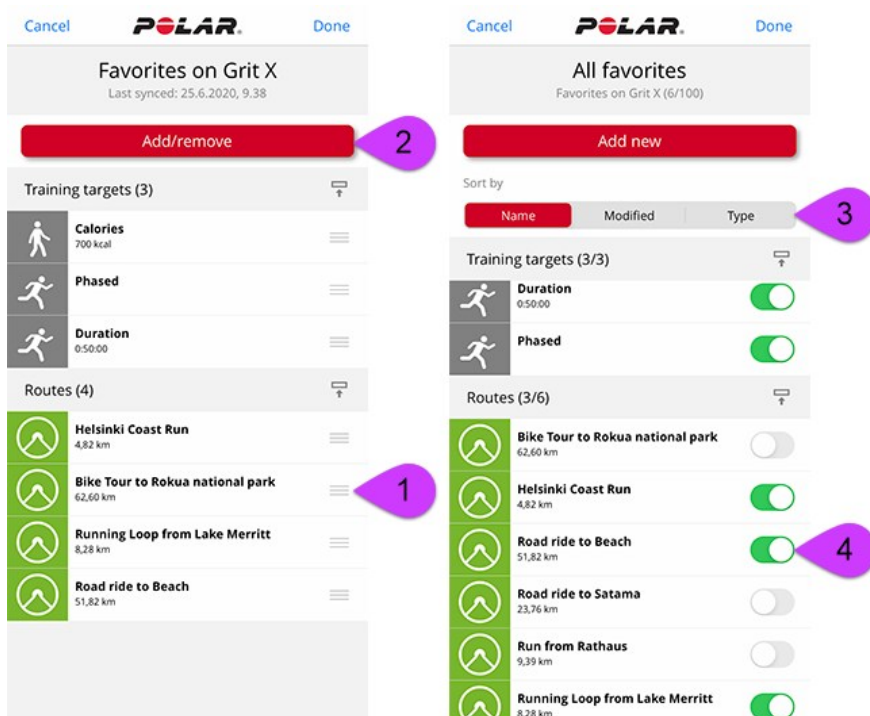 Cancel
POLAR.
Done
Favorites on Grit X
Last synced: 25.6.2020, 9.38
Add/remove
2
Training targets (3)
Calories
700 kcal
Phased
Duration
0:50:00
Routes (4)
Helsinki Coast Run
4,82 km
Bike Tour to Rokua national park
62,60 km
1
Running Loop from Lake Merritt
8,28 km
Road ride to Beach
51,82 km
Cancel
POLAR.
Done
All favorites
Favorites on Grit X (6/100)
Add new
Sort by
Name Modified Type
3
Training targets (3/3)
Duration
0:50:00
Phased
Routes (3/6)
Bike Tour to Rokua national park
62,60 km
Helsinki Coast Run
4,82 km
Road ride to Beach
51,82 km
4
Road ride to Satama
23,76 km
Run from Rathaus
9,39 km
Running Loop from Lake Merritt
8,28 km